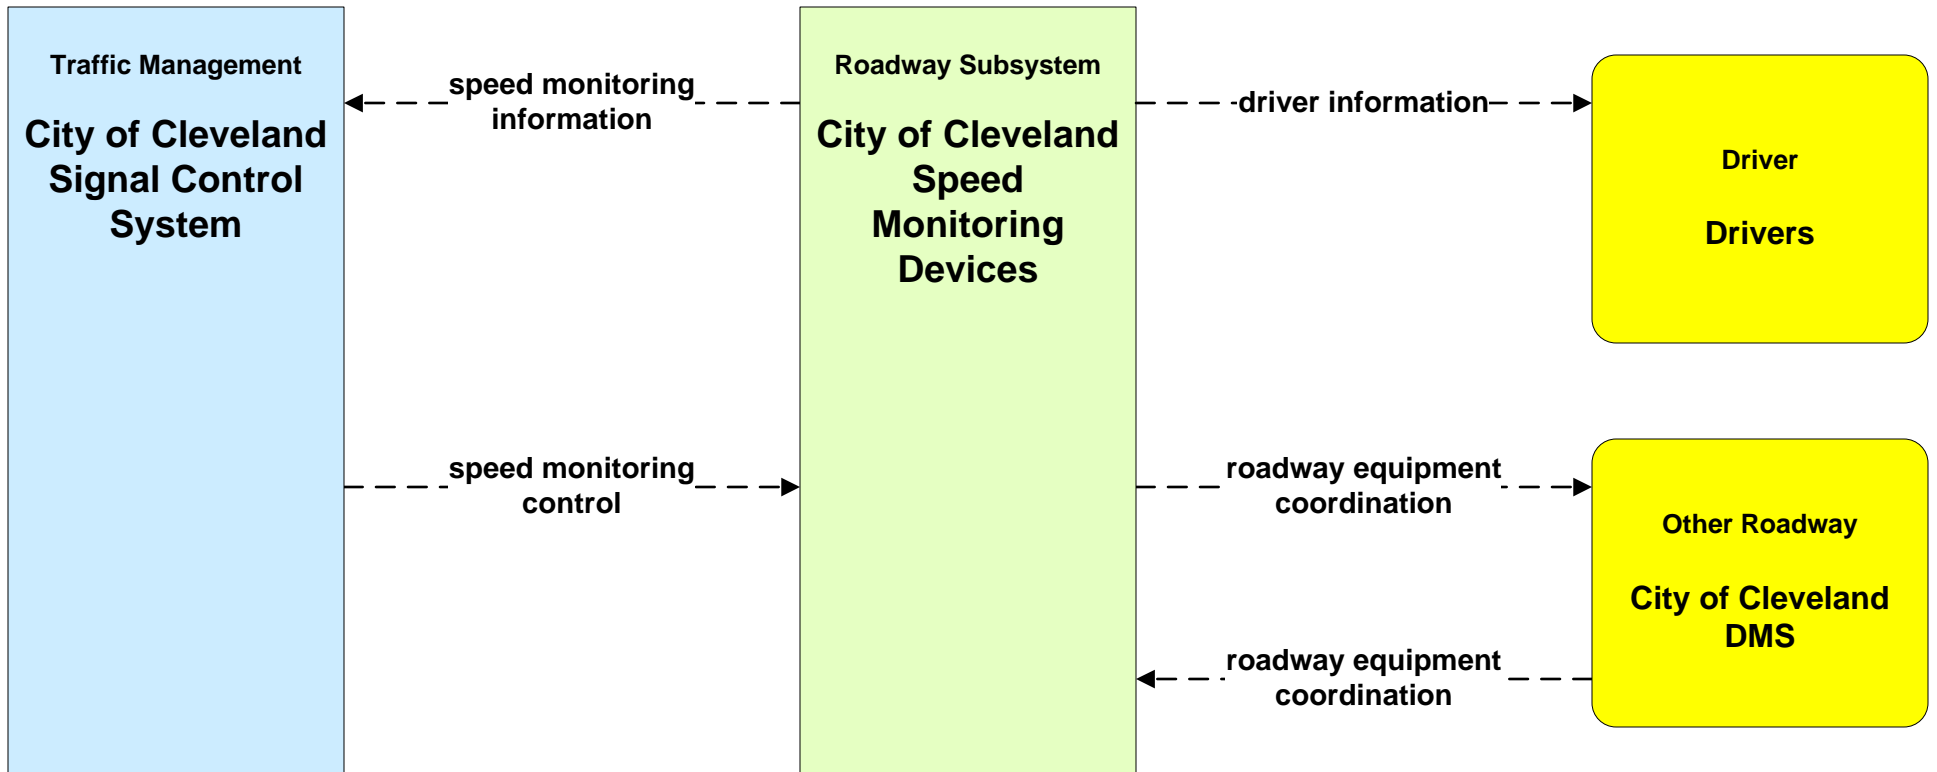 Traffic Management
City of Cleveland
Signal Control
System
speed monitoring
information
speed monitoring
control
Roadway Subsystem
City of Cleveland
Speed
Monitoring
Devices
driver information
roadway equipment
coordination
roadway equipment
coordination
Driver
Drivers
Other Roadway
City of Cleveland
DMS